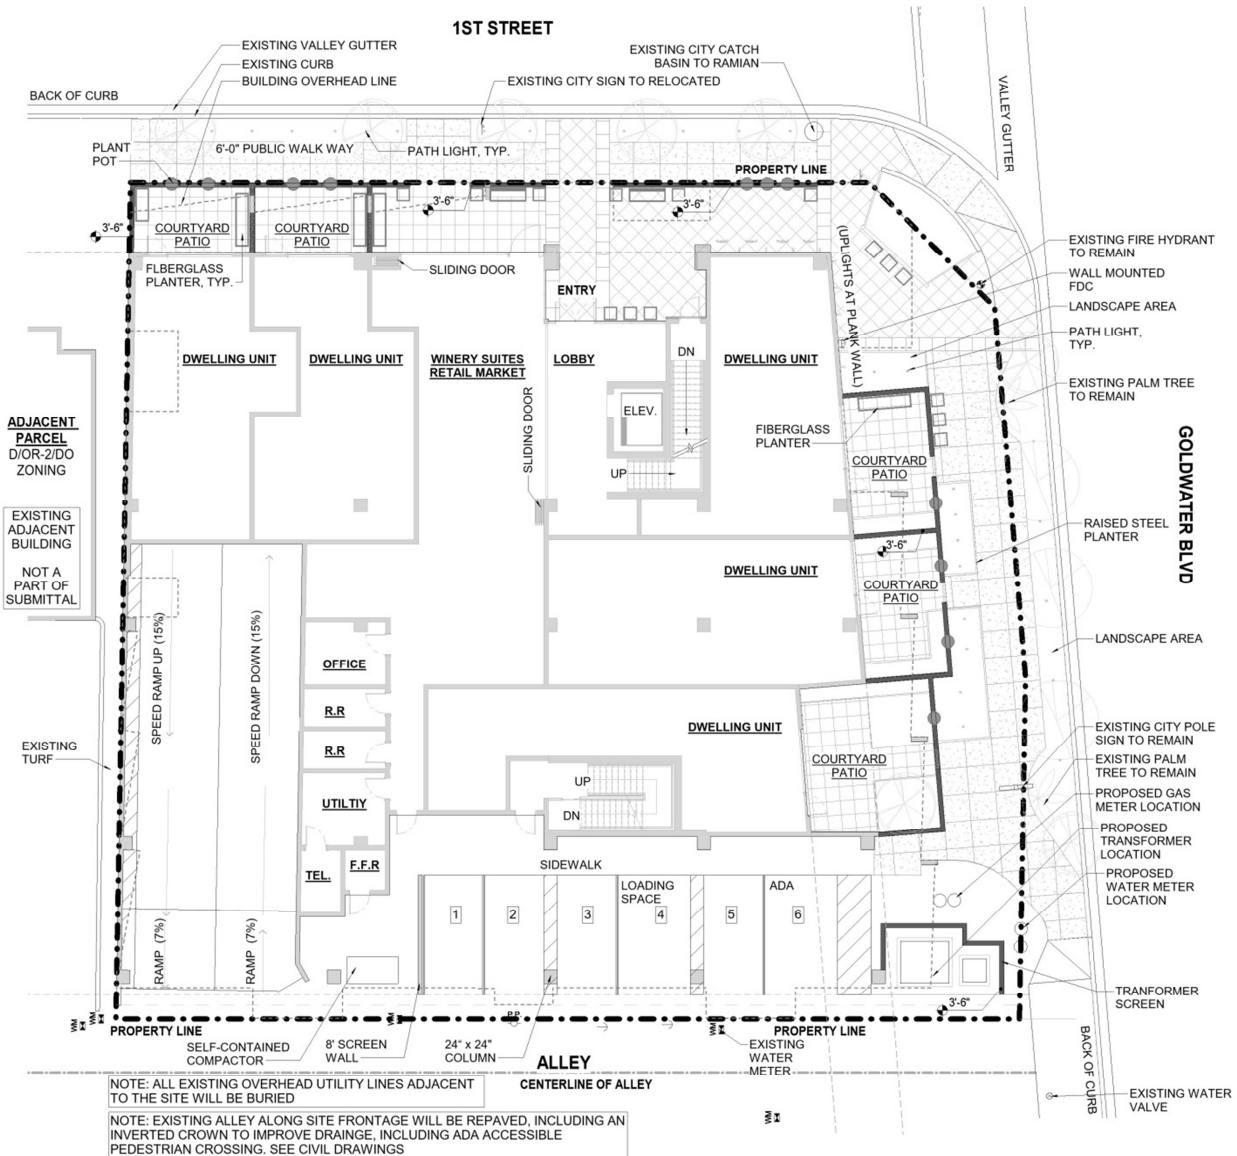 1ST STREET
EXISTING VALLEY GUTTER
EXISTING CURB
BUILDING OVERHEAD LINE
EXISTING CITY SIGN TO RELOCATED
EXISTING CITY CATCH
BASIN TO RAMIAN
BACK OF CURB
VALLEY GUTTER
PLANT
POT
6'-0" PUBLIC WALK WAY
PATH LIGHT, TYP.
PROPERTY LINE
3'-6"
COURTYARD
PATIO
COURTYARD
PATIO
3'-6"
3'-6"
FLBERGLASS
PLANTER, TYP.
SLIDING DOOR
ENTRY
(UPLIGHTS AT PLANK WALL)
EXISTING FIRE HYDRANT
TO REMAIN
WALL MOUNTED
FDC
LANDSCAPE AREA
PATH LIGHT,
TYP.
EXISTING PALM TREE
TO REMAIN
DWELLING UNIT
DWELLING UNIT
WINERY SUITES
RETAIL MARKET
LOBBY
DN
DWELLING UNIT
ELEV.
UP
SLIDING DOOR
FIBERGLASS
PLANTER
COURTYARD
PATIO
GOLDWATER BLVD
ADJACENT
PARCEL
D/OR-2/DO
ZONING
EXISTING
ADJACENT
BUILDING
NOT A
PART OF
SUBMITTAL
RAISED STEEL
PLANTER
3'-6"
DWELLING UNIT
COURTYARD
PATIO
LANDSCAPE AREA
SPEED RAMP UP (15%)
SPEED RAMP DOWN (15%)
OFFICE
R.R
R.R
UTILTIY
TEL.
F.F.R
DWELLING UNIT
COURTYARD
PATIO
UP
DN
EXISTING
TURF
EXISTING CITY POLE
SIGN TO REMAIN
EXISTING PALM
TREE TO REMAIN
PROPOSED GAS
METER LOCATION
PROPOSED
TRANSFORMER
LOCATION
PROPOSED
WATER METER
LOCATION
SIDEWALK
1
2
3
LOADING
SPACE
4
5
ADA
6
RAMP (7%)
RAMP (7%)
3'-6"
TRANFORMER
SCREEN
WM
WM
WM
P.P.
WM
PROPERTY LINE
PROPERTY LINE
SELF-CONTAINED
COMPACTOR
8' SCREEN
WALL
24" x 24"
COLUMN
EXISTING
WATER
METER
ALLEY
CENTERLINE OF ALLEY
BACK OF CURB
EXISTING WATER
VALVE
WM
NOTE: ALL EXISTING OVERHEAD UTILITY LINES ADJACENT
TO THE SITE WILL BE BURIED
NOTE: EXISTING ALLEY ALONG SITE FRONTAGE WILL BE REPAVED, INCLUDING AN
INVERTED CROWN TO IMPROVE DRAINGE, INCLUDING ADA ACCESSIBLE
PEDESTRIAN CROSSING. SEE CIVIL DRAWINGS